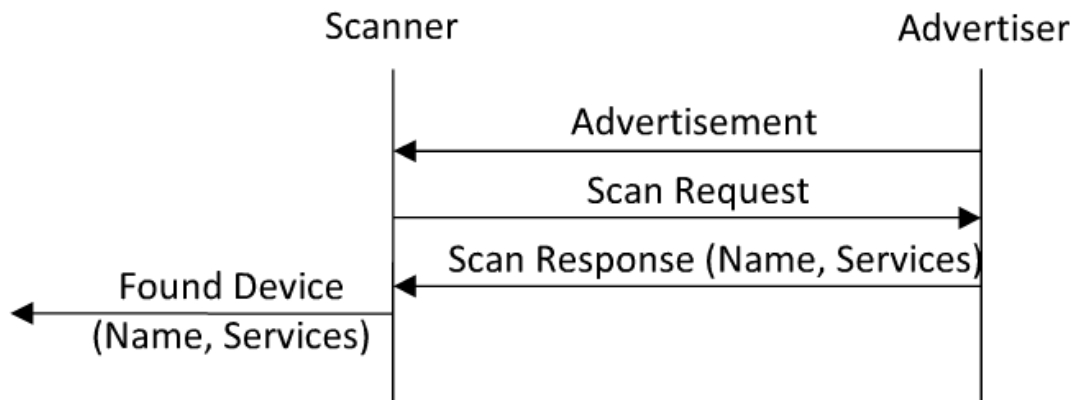 Scanner
Advertiser
Advertisement
Scan Request
Scan Response (Name, Services)
Found Device
(Name, Services)